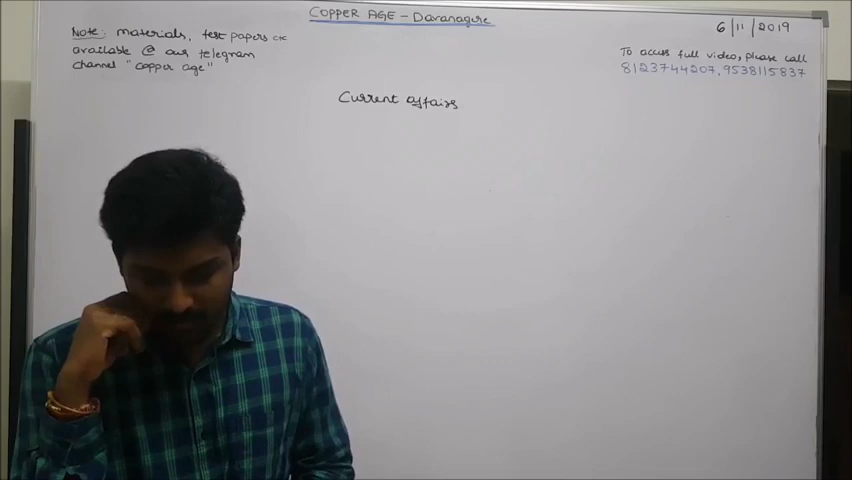 COPPER AGE - Davanagere
6/11/2019
Note: materials, test papers etc
available @ our telegram
channel "copper age"
To access full video, please call
8123744207, 9538115837
Current affairs